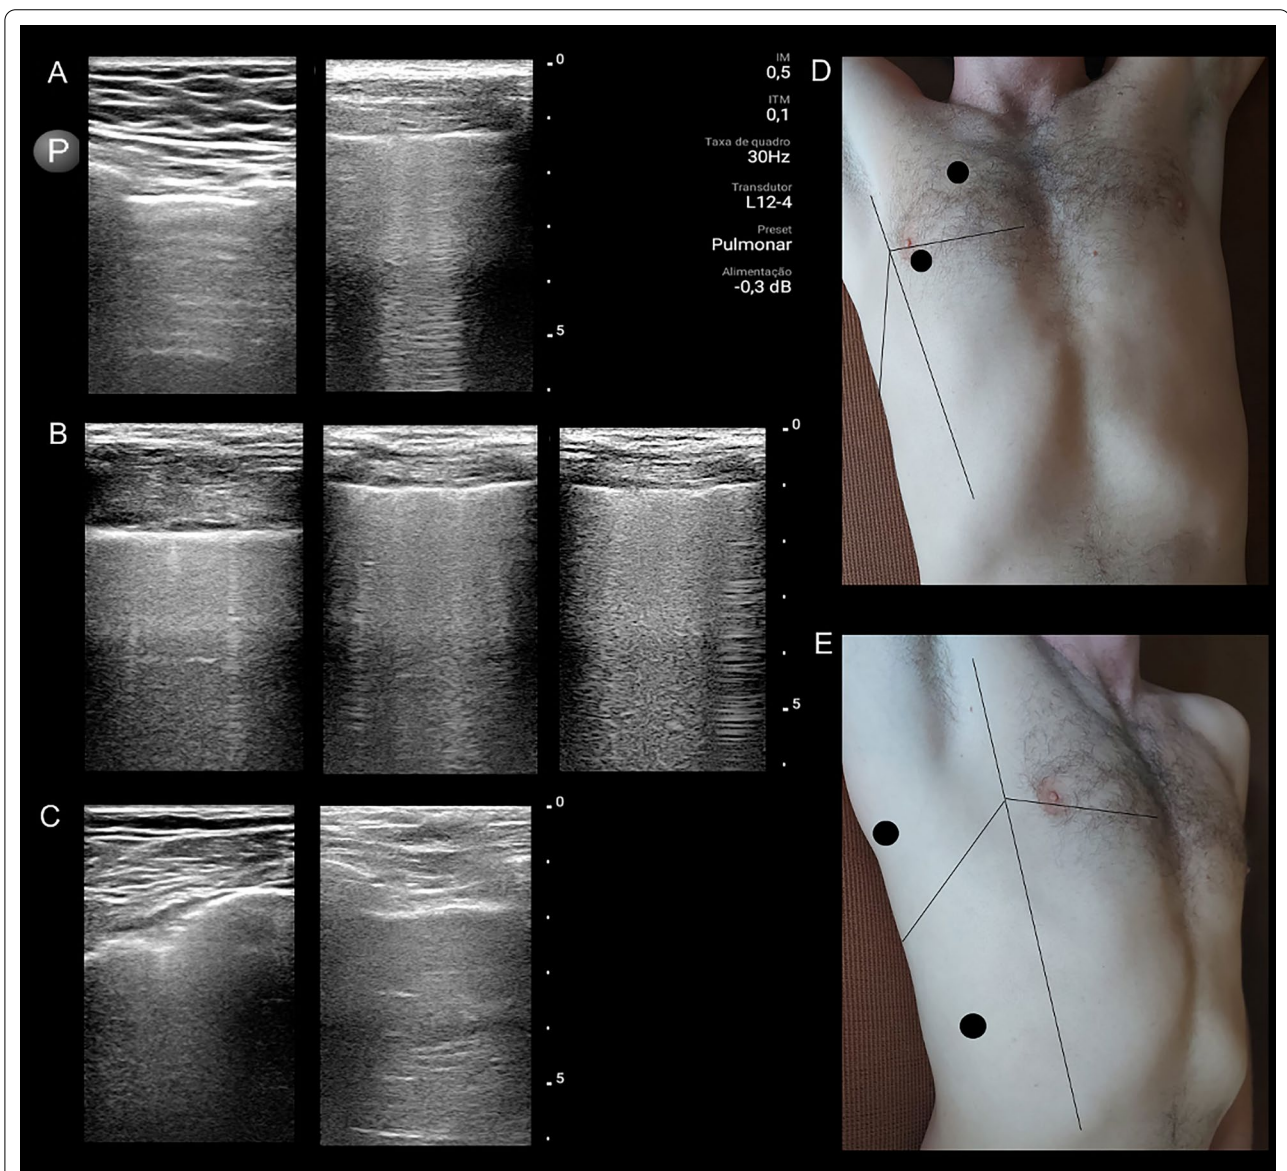 A
P
0
5
IM
0,5
ITM
0,1
Taxa de quadro
30Hz
Transdutor
L12-4
Preset
Pulmonar
Alimentação
-0,3 dB
D
B
0
5
E
C
0
5